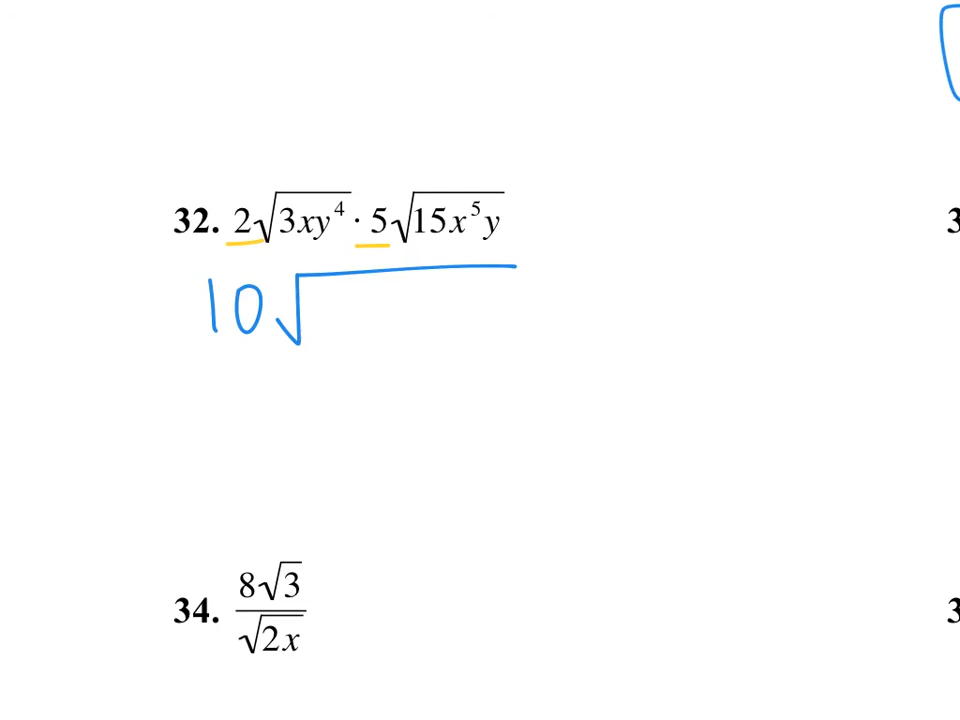 32. 2√(3xy⁴) · 5√(15x⁵y)
10√
34. 8√3 / √(2x)